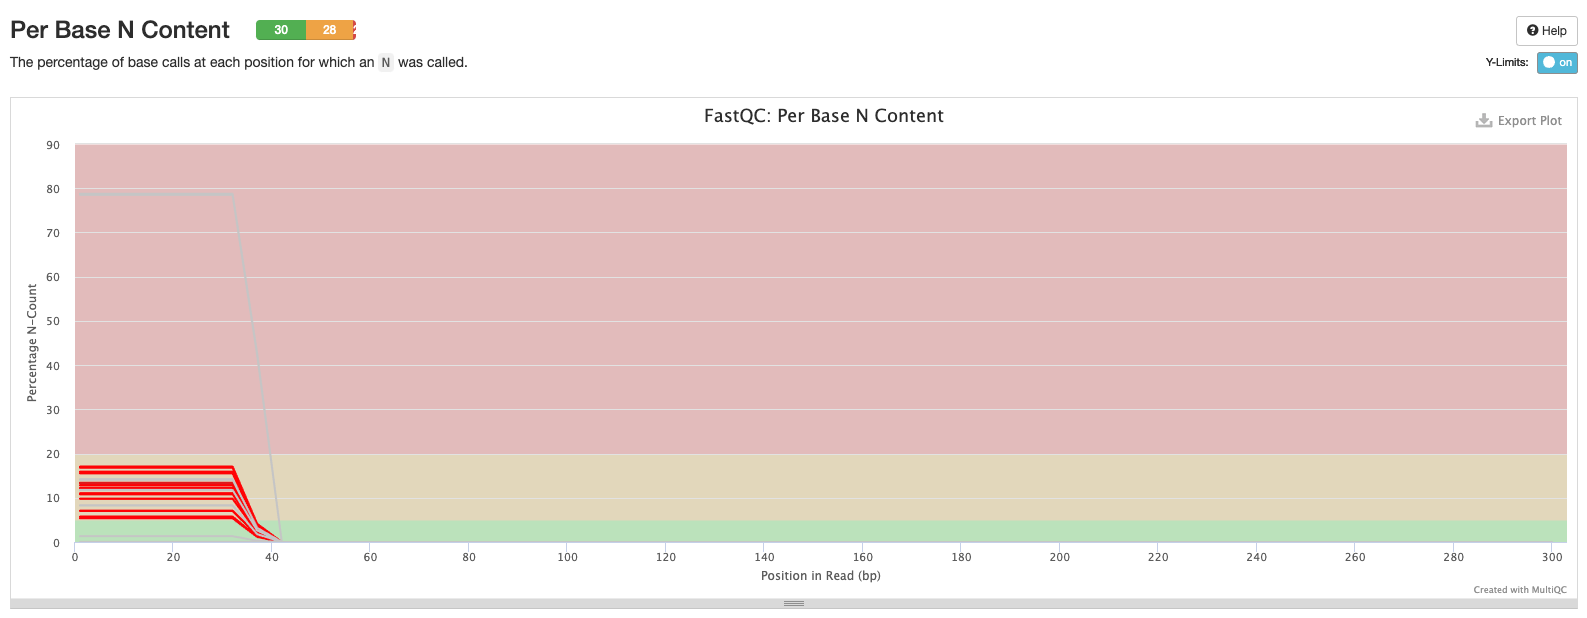 Per Base N Content 30 28
Help
The percentage of base calls at each position for which an N was called.
Y-Limits: on
FastQC: Per Base N Content
Export Plot
90
80
70
60
50
40
30
20
10
0
Percentage N-Count
0 20 40 60 80 100 120 140 160 180 200 220 240 260 280 300
Position in Read (bp)
Created with MultiQC